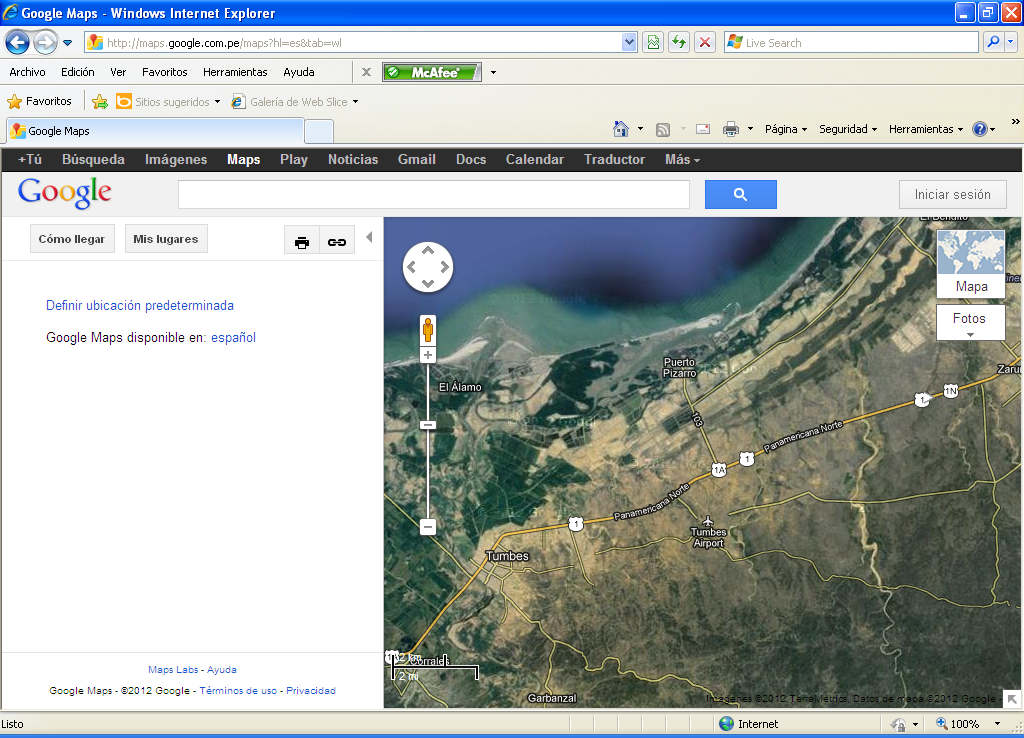 Google Maps - Windows Internet Explorer
http://maps.google.com.pe/maps?hl=es&tab=wl
Live Search
Archivo Edición Ver Favoritos Herramientas Ayuda
X McAfee
Favoritos Sitios sugeridos Galería de Web Slice
Google Maps
Página Seguridad Herramientas »
+Tú Búsqueda Imágenes Maps Play Noticias Gmail Docs Calendar Traductor Más
Google
Iniciar sesión
Cómo llegar Mis lugares
Definir ubicación predeterminada
Google Maps disponible en: español
El Bendito
Mapa
Fotos
Puerto
Pizarro
El Álamo
103
1N
1
Panamericana Norte
1
1A
Panamericana Norte
1
Tumbes
Airport
Tumbes
2 km
Corrales
2 mi
Garbanzal
Imágenes ©2012 TerraMetrics, Datos de mapa ©2012 Google -
Maps Labs - Ayuda
Google Maps - ©2012 Google - Términos de uso - Privacidad
Listo
Internet
100%